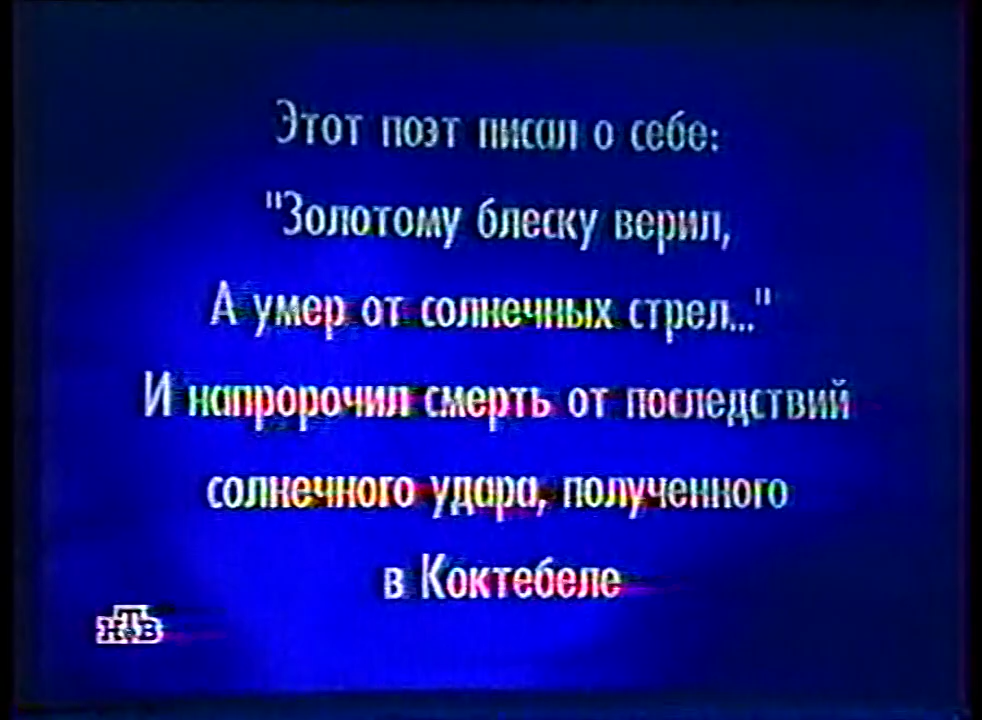 Этот поэт писал о себе:
"Золотому блеску верил,
А умер от солнечных стрел..."
И напророчил смерть от последствий
солнечного удара, полученного
в Коктебеле
НТВ